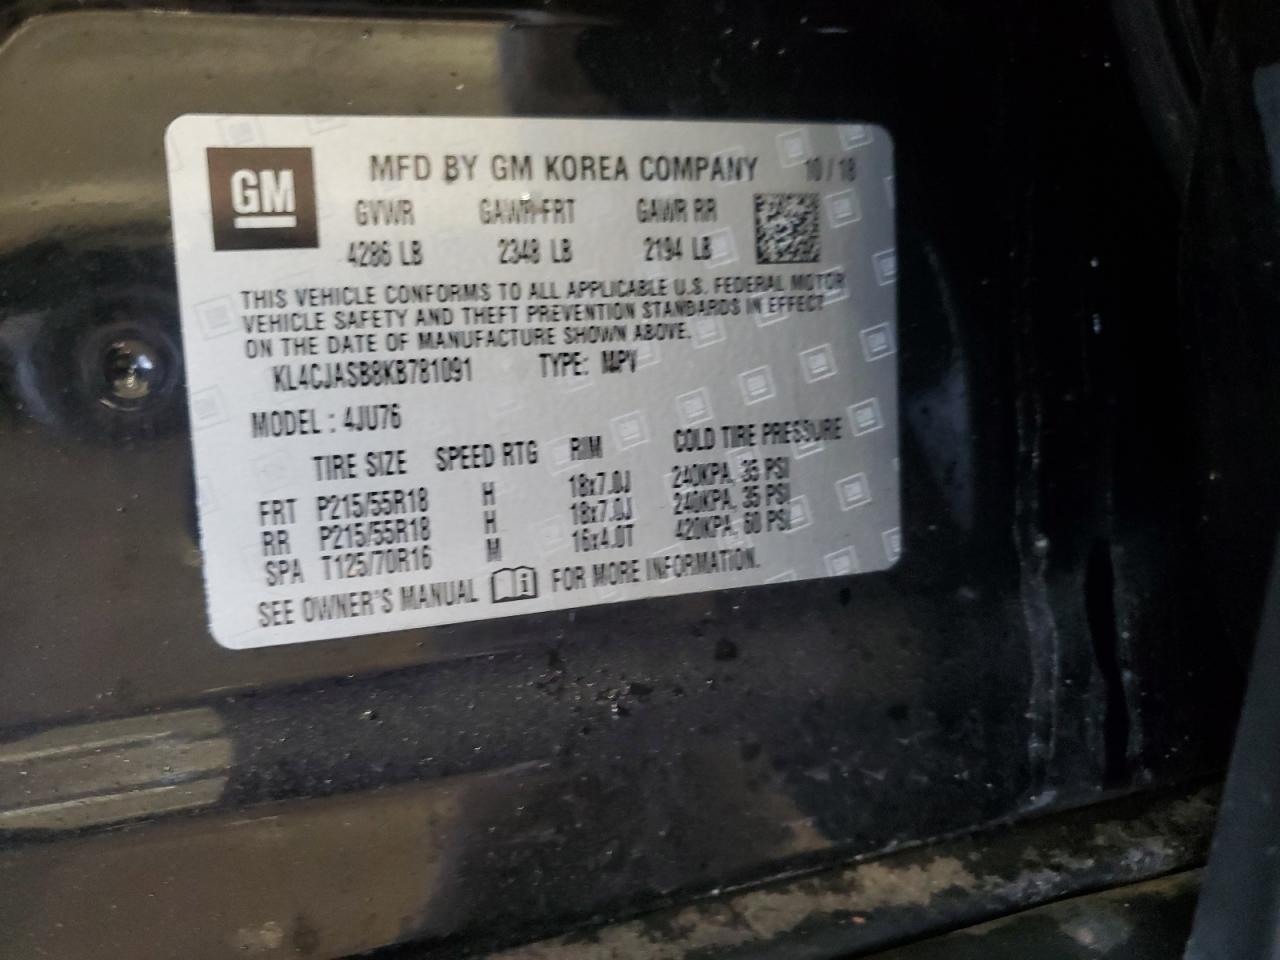 GM
MFD BY GM KOREA COMPANY 10/18
GVWR GAWR FRT GAWR RR
4286 LB 2348 LB 2194 LB
THIS VEHICLE CONFORMS TO ALL APPLICABLE U.S. FEDERAL MOTOR
VEHICLE SAFETY AND THEFT PREVENTION STANDARDS IN EFFECT
ON THE DATE OF MANUFACTURE SHOWN ABOVE.
KL4CJASB8KB781091 TYPE: MPV
MODEL : 4JU76
TIRE SIZE SPEED RTG RIM COLD TIRE PRESSURE
FRT P215/55R18 H 18x7.0J 240KPA, 35 PSI
RR P215/55R18 H 18x7.0J 240KPA, 35 PSI
SPA T125/70R16 M 16x4.0T 420KPA, 60 PSI
SEE OWNER'S MANUAL FOR MORE INFORMATION.